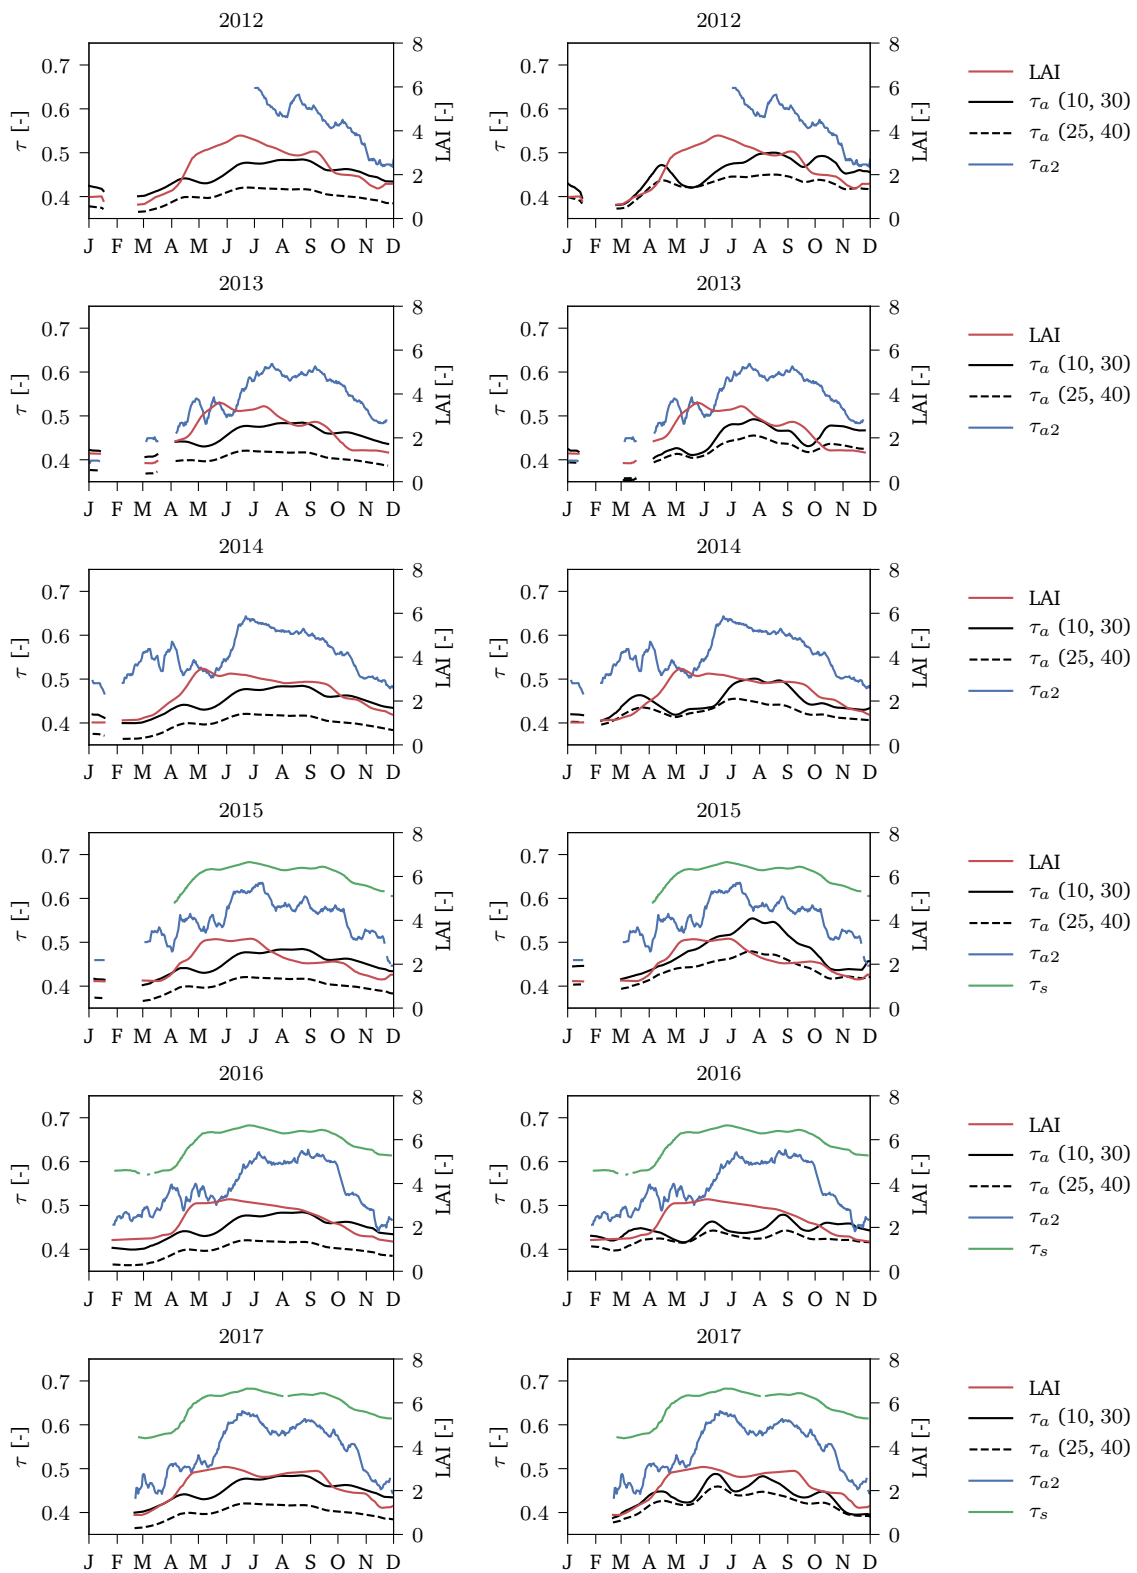 2012 2012
0.7 0.6 0.5 0.4 τ [-] 8 6 4 2 0 LAI [-] 0.7 0.6 0.5 0.4 τ [-] 8 6 4 2 0 LAI [-]
J F M A M J J A S O N D J F M A M J J A S O N D
LAI
τa (10, 30)
τa (25, 40)
τa2
2013 2013
0.7 0.6 0.5 0.4 τ [-] 8 6 4 2 0 LAI [-] 0.7 0.6 0.5 0.4 τ [-] 8 6 4 2 0 LAI [-]
J F M A M J J A S O N D J F M A M J J A S O N D
LAI
τa (10, 30)
τa (25, 40)
τa2
2014 2014
0.7 0.6 0.5 0.4 τ [-] 8 6 4 2 0 LAI [-] 0.7 0.6 0.5 0.4 τ [-] 8 6 4 2 0 LAI [-]
J F M A M J J A S O N D J F M A M J J A S O N D
LAI
τa (10, 30)
τa (25, 40)
τa2
2015 2015
0.7 0.6 0.5 0.4 τ [-] 8 6 4 2 0 LAI [-] 0.7 0.6 0.5 0.4 τ [-] 8 6 4 2 0 LAI [-]
J F M A M J J A S O N D J F M A M J J A S O N D
LAI
τa (10, 30)
τa (25, 40)
τa2
τs
2016 2016
0.7 0.6 0.5 0.4 τ [-] 8 6 4 2 0 LAI [-] 0.7 0.6 0.5 0.4 τ [-] 8 6 4 2 0 LAI [-]
J F M A M J J A S O N D J F M A M J J A S O N D
LAI
τa (10, 30)
τa (25, 40)
τa2
τs
2017 2017
0.7 0.6 0.5 0.4 τ [-] 8 6 4 2 0 LAI [-] 0.7 0.6 0.5 0.4 τ [-] 8 6 4 2 0 LAI [-]
J F M A M J J A S O N D J F M A M J J A S O N D
LAI
τa (10, 30)
τa (25, 40)
τa2
τs